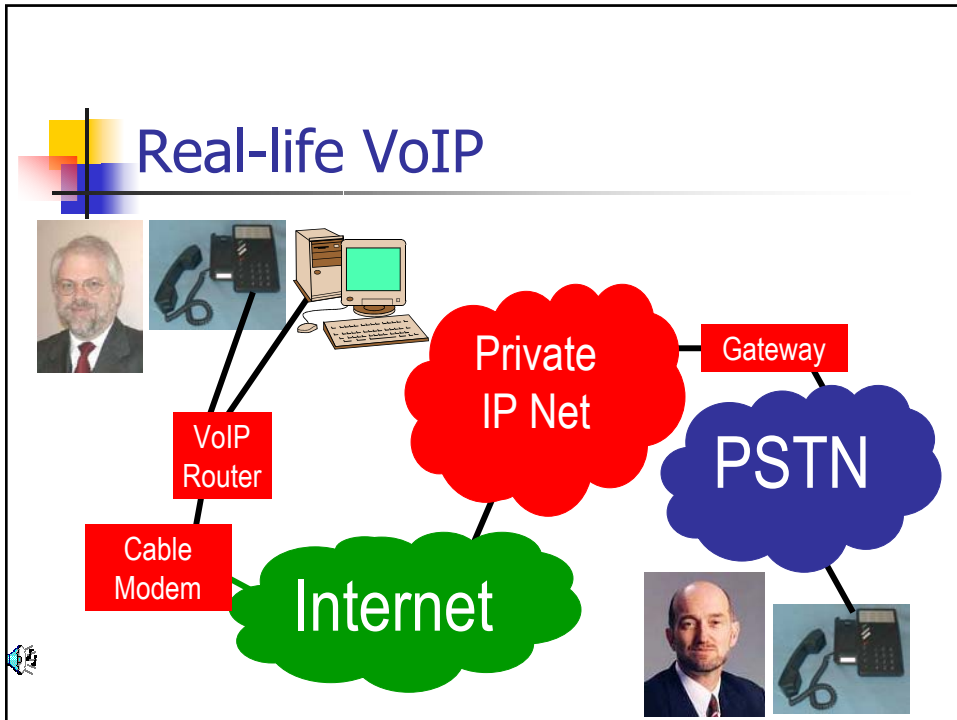 Real-life VoIP
Private
IP Net
Gateway
VoIP
Router
PSTN
Cable
Modem
Internet